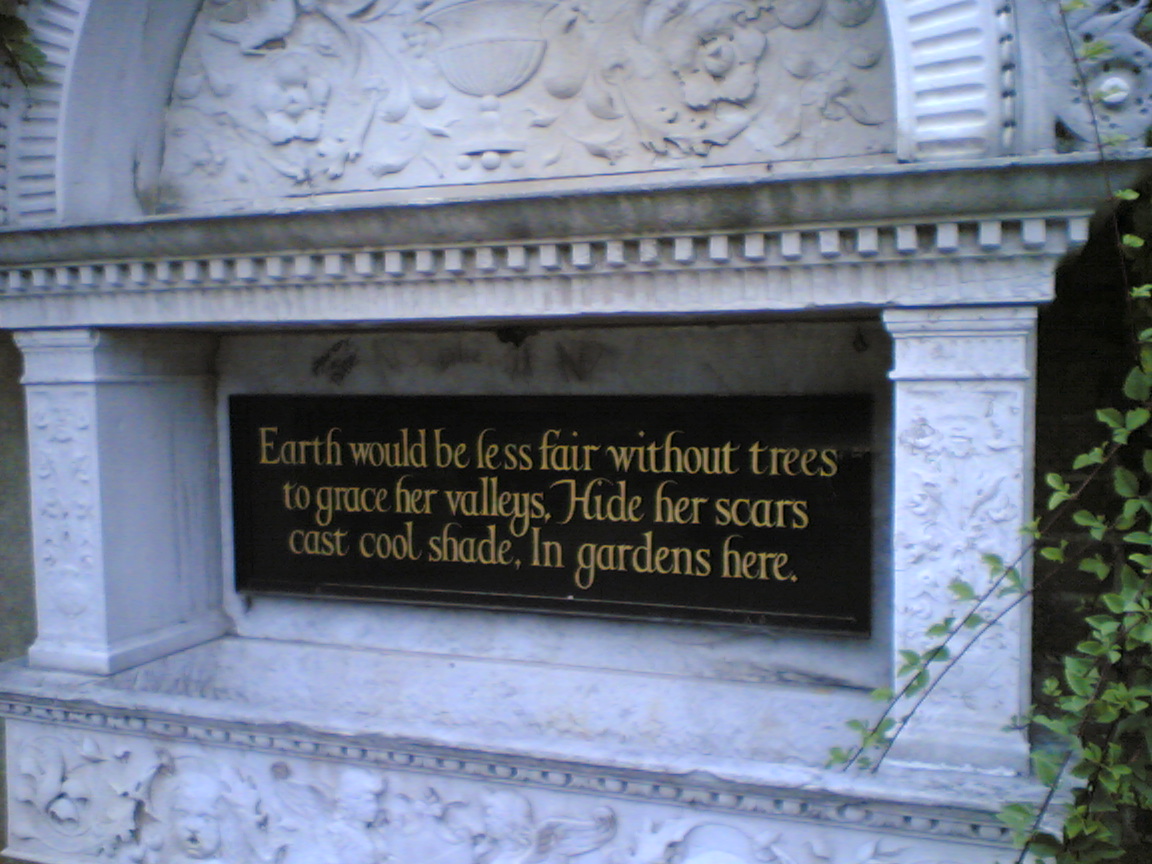 Earth would be less fair without trees
to grace her valleys, Hide her scars
cast cool shade, In gardens here.